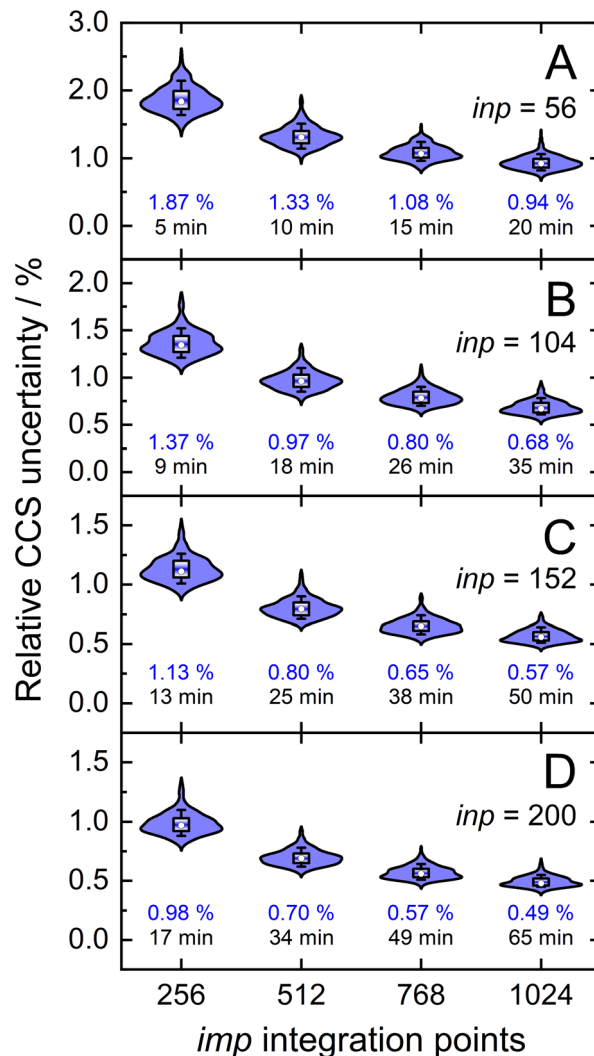 Relative CCS uncertainty / %
3.0
2.0
1.0
0.0
A
inp = 56
1.87 % 1.33 % 1.08 % 0.94 %
5 min 10 min 15 min 20 min
2.0
1.5
1.0
0.5
0.0
B
inp = 104
1.37 % 0.97 % 0.80 % 0.68 %
9 min 18 min 26 min 35 min
1.5
1.0
0.5
0.0
C
inp = 152
1.13 % 0.80 % 0.65 % 0.57 %
13 min 25 min 38 min 50 min
1.5
1.0
0.5
0.0
D
inp = 200
0.98 % 0.70 % 0.57 % 0.49 %
17 min 34 min 49 min 65 min
256 512 768 1024
imp integration points